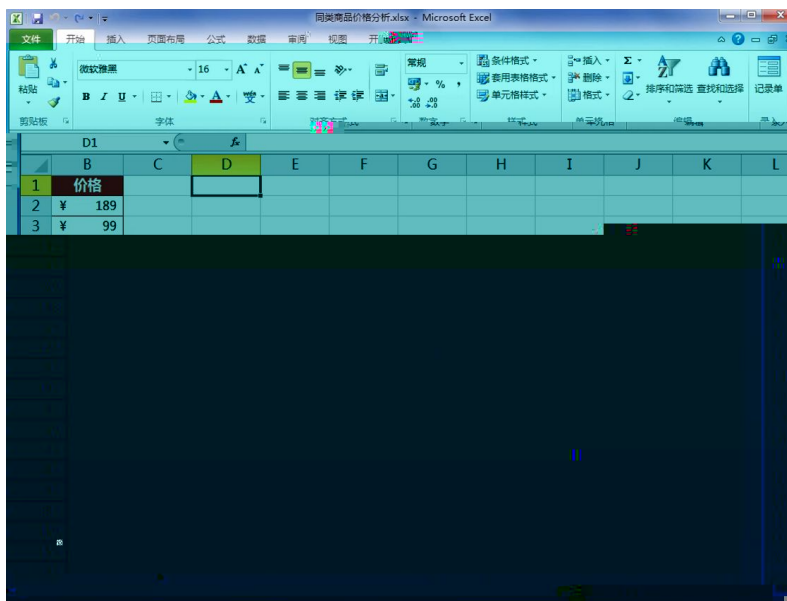 同类商品价格分析.xlsx - Microsoft Excel
文件 开始 插入 页面布局 公式 数据 审阅 视图
微软雅黑 16 A A 常规 条件格式 插入 Σ
粘贴 B I U A % , 套用表格格式 删除 排序和筛选 查找和选择 记录单
单元格样式 格式
剪贴板 字体
D1 fx
B C D E F G H I J K L
1 价格
2 ¥ 189
3 ¥ 99